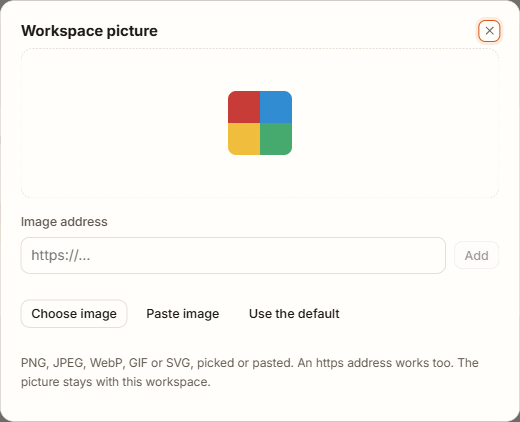 Workspace picture
Image address
https://...
Add
Choose image
Paste image
Use the default
PNG, JPEG, WebP, GIF or SVG, picked or pasted. An https address works too. The
picture stays with this workspace.